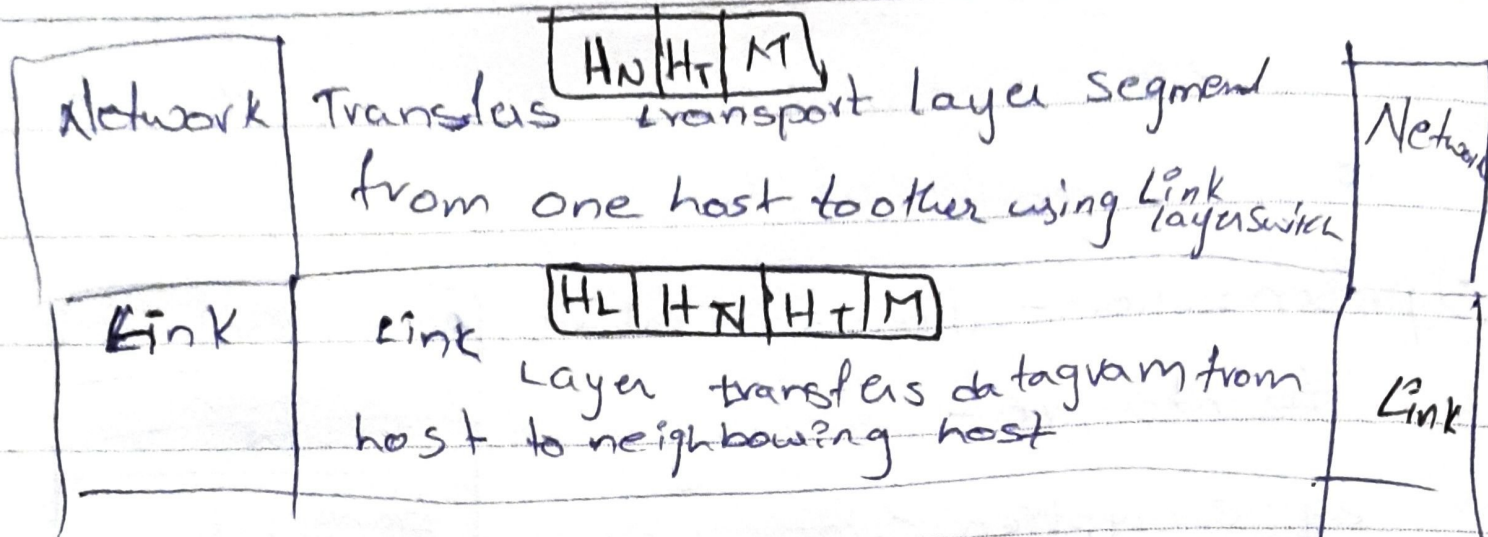 HN HT M
Network Transfers transport layer segment Network
from one host to other using Link
layer switch
HL HN HT M
Link Link Link
Layer transfers datagram from
host to neighbouring host